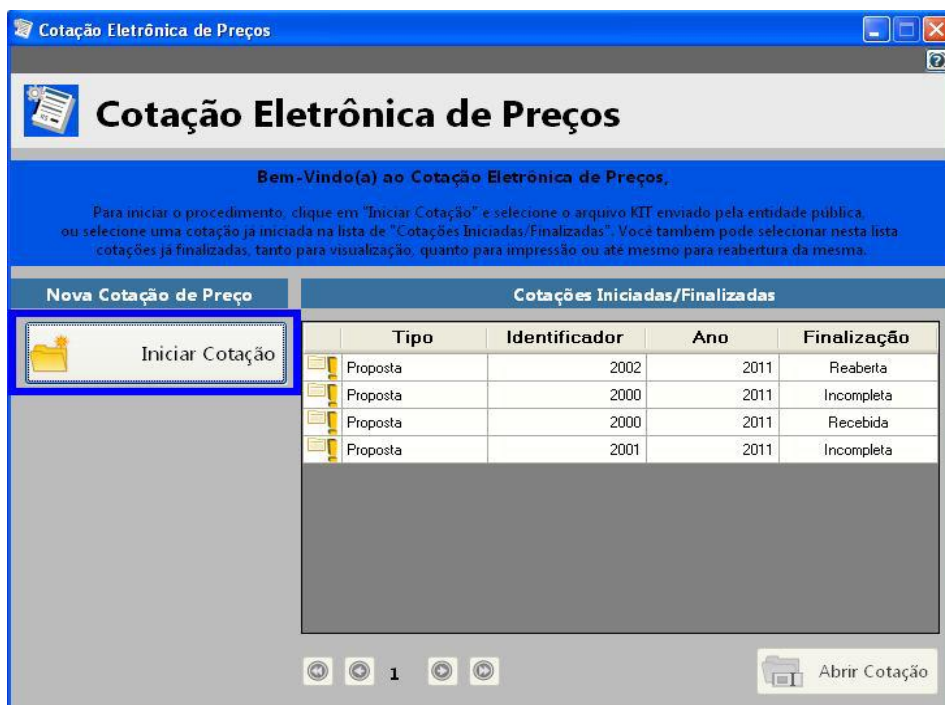 Cotação Eletrônica de Preços
Cotação Eletrônica de Preços
Bem-Vindo(a) ao Cotação Eletrônica de Preços,
Para iniciar o procedimento, clique em "Iniciar Cotação" e selecione o arquivo KIT enviado pela entidade pública,
ou selecione uma cotação já iniciada na lista de "Cotações Iniciadas/Finalizadas". Você também pode selecionar nesta lista
cotações já finalizadas, tanto para visualização, quanto para impressão ou até mesmo para reabertura da mesma.
Nova Cotação de Preço
Cotações Iniciadas/Finalizadas
Iniciar Cotação
Tipo Identificador Ano Finalização
Proposta 2002 2011 Reaberta
Proposta 2000 2011 Incompleta
Proposta 2000 2011 Recebida
Proposta 2001 2011 Incompleta
1
Abrir Cotação